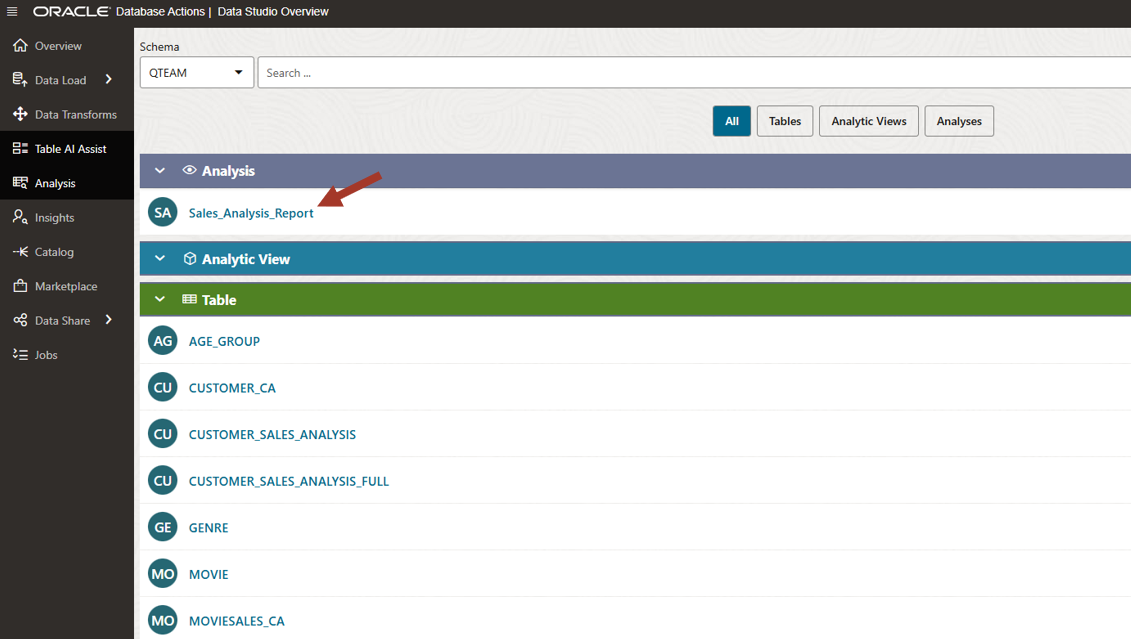 ORACLE Database Actions | Data Studio Overview
Overview
Data Load
Data Transforms
Table AI Assist
Analysis
Insights
Catalog
Marketplace
Data Share
Jobs
Schema
QTEAM
Search ...
All
Tables
Analytic Views
Analyses
Analysis
SA Sales_Analysis_Report
Analytic View
Table
AG AGE_GROUP
CU CUSTOMER_CA
CU CUSTOMER_SALES_ANALYSIS
CU CUSTOMER_SALES_ANALYSIS_FULL
GE GENRE
MO MOVIE
MO MOVIESALES_CA